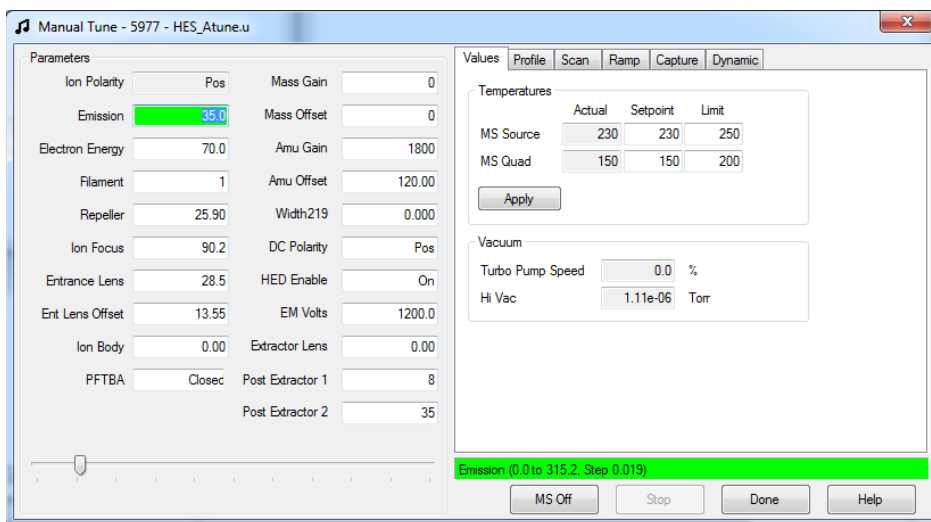 Manual Tune - 5977 - HES_Atune.u
Parameters
Ion Polarity Pos
Emission 35.0
Electron Energy 70.0
Filament 1
Repeller 25.90
Ion Focus 90.2
Entrance Lens 28.5
Ent Lens Offset 13.55
Ion Body 0.00
PFTBA Closed
Mass Gain 0
Mass Offset 0
Amu Gain 1800
Amu Offset 120.00
Width219 0.000
DC Polarity Pos
HED Enable On
EM Volts 1200.0
Extractor Lens 0.00
Post Extractor 1 8
Post Extractor 2 35
Values Profile Scan Ramp Capture Dynamic
Temperatures
Actual Setpoint Limit
MS Source 230 230 250
MS Quad 150 150 200
Apply
Vacuum
Turbo Pump Speed 0.0 %
Hi Vac 1.11e-06 Torr
Emission (0.0 to 315.2, Step 0.019)
MS Off Stop Done Help